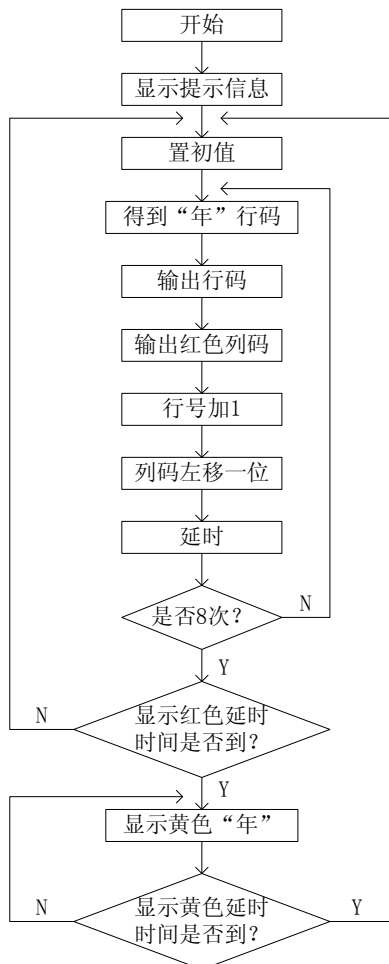 开始
显示提示信息
置初值
得到“年”行码
输出行码
输出红色列码
行号加1
列码左移一位
延时
是否8次?
N
Y
显示红色延时
时间是否到?
N
Y
显示黄色“年”
显示黄色延时
时间是否到?
N
Y